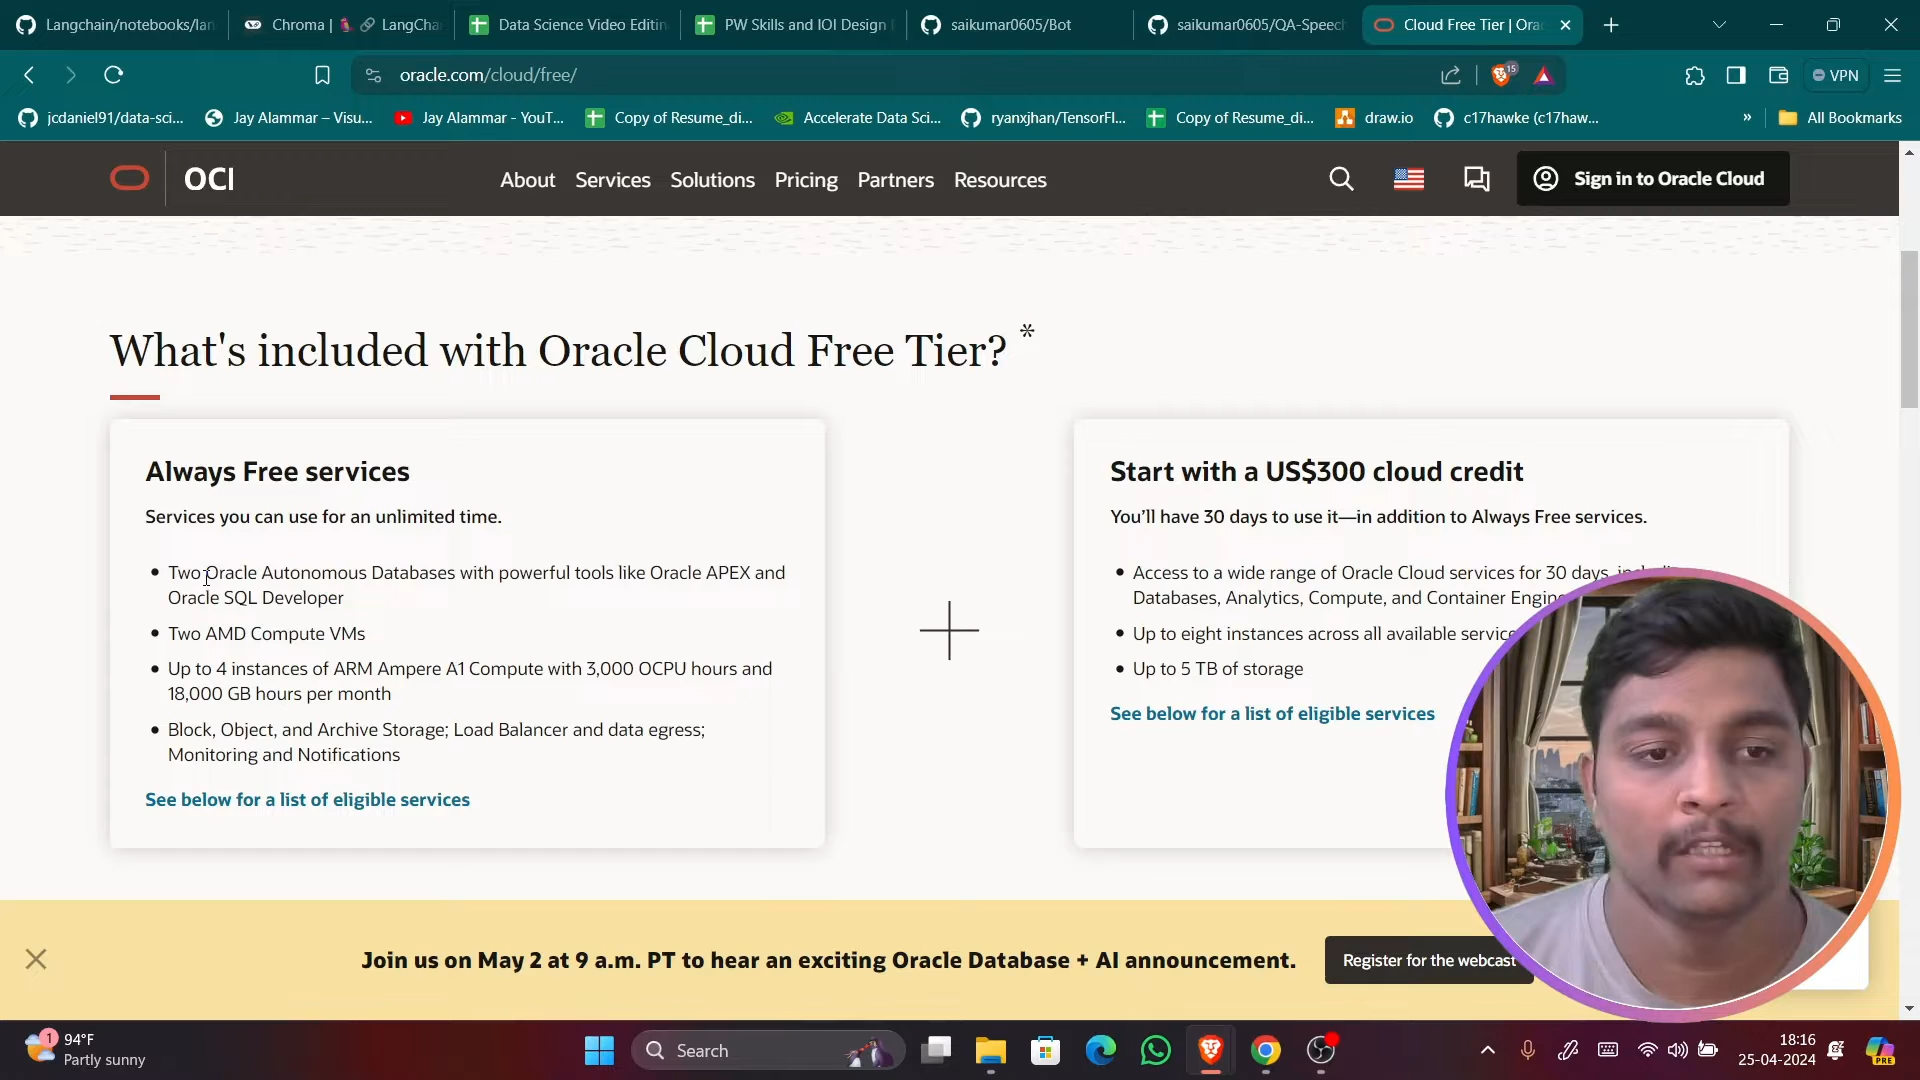 Langchain/notebooks/lan
Chroma | 🦜🔗 LangCha
Data Science Video Editin
PW Skills and IOI Design
saikumar0605/Bot
saikumar0605/QA-Speech
Cloud Free Tier | Orac
oracle.com/cloud/free/
15
VPN
jcdaniel91/data-sci...
Jay Alammar – Visu...
Jay Alammar - YouT...
Copy of Resume_di...
Accelerate Data Sci...
ryanxjhan/TensorFl...
Copy of Resume_di...
draw.io
c17hawke (c17haw...
»
All Bookmarks
OCI
About
Services
Solutions
Pricing
Partners
Resources
Sign in to Oracle Cloud
What's included with Oracle Cloud Free Tier? *
Always Free services
Services you can use for an unlimited time.
• Two Oracle Autonomous Databases with powerful tools like Oracle APEX and
Oracle SQL Developer
• Two AMD Compute VMs
• Up to 4 instances of ARM Ampere A1 Compute with 3,000 OCPU hours and
18,000 GB hours per month
• Block, Object, and Archive Storage; Load Balancer and data egress;
Monitoring and Notifications
See below for a list of eligible services
Start with a US$300 cloud credit
You’ll have 30 days to use it—in addition to Always Free services.
• Access to a wide range of Oracle Cloud services for 30 days,
Databases, Analytics, Compute, and Container
• Up to eight instances across all available
• Up to 5 TB of storage
See below for a list of eligible services
Join us on May 2 at 9 a.m. PT to hear an exciting Oracle Database + AI announcement.
Register for the webcast
1
94°F
Partly sunny
Search
18:16
25-04-2024
PRE